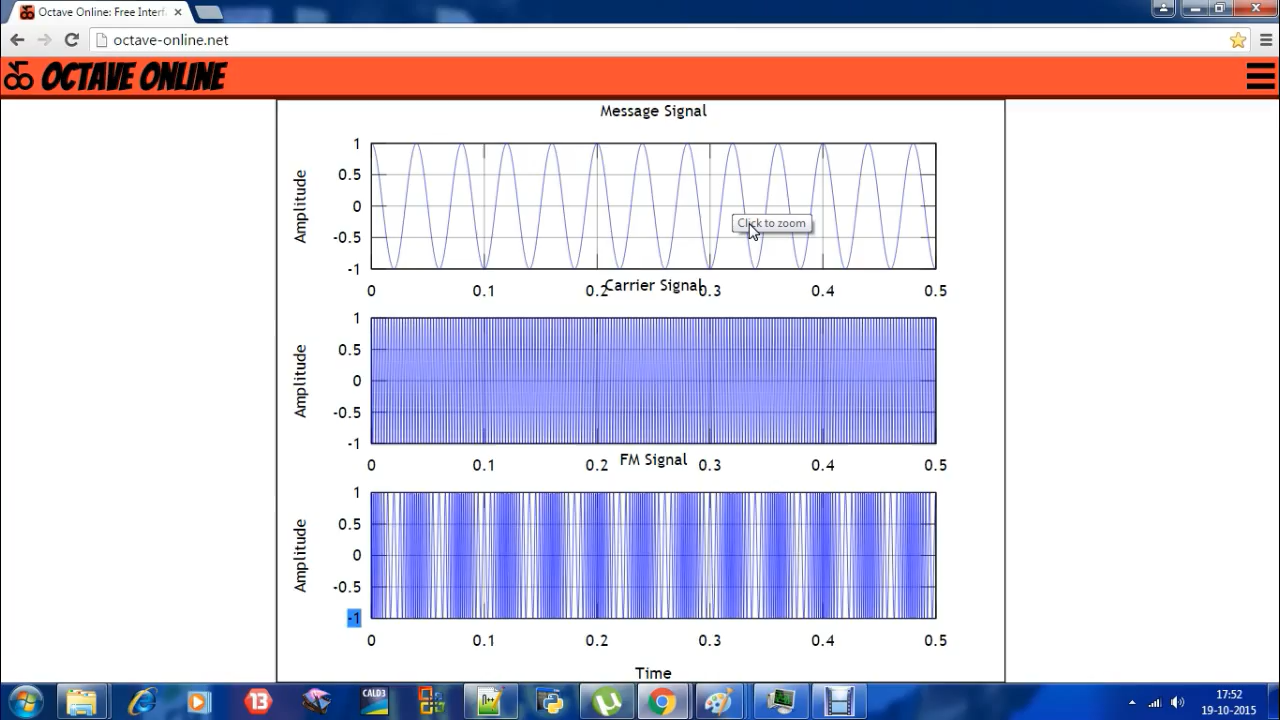 Octave Online: Free Interf
octave-online.net
OCTAVE ONLINE
Message Signal
Amplitude
1
0.5
0
-0.5
-1
0 0.1 0.2 0.3 0.4 0.5
Click to zoom
Carrier Signal
Amplitude
1
0.5
0
-0.5
-1
0 0.1 0.2 0.3 0.4 0.5
FM Signal
Amplitude
1
0.5
0
-0.5
-1
0 0.1 0.2 0.3 0.4 0.5
Time
13
CALD3
17:52
19-10-2015